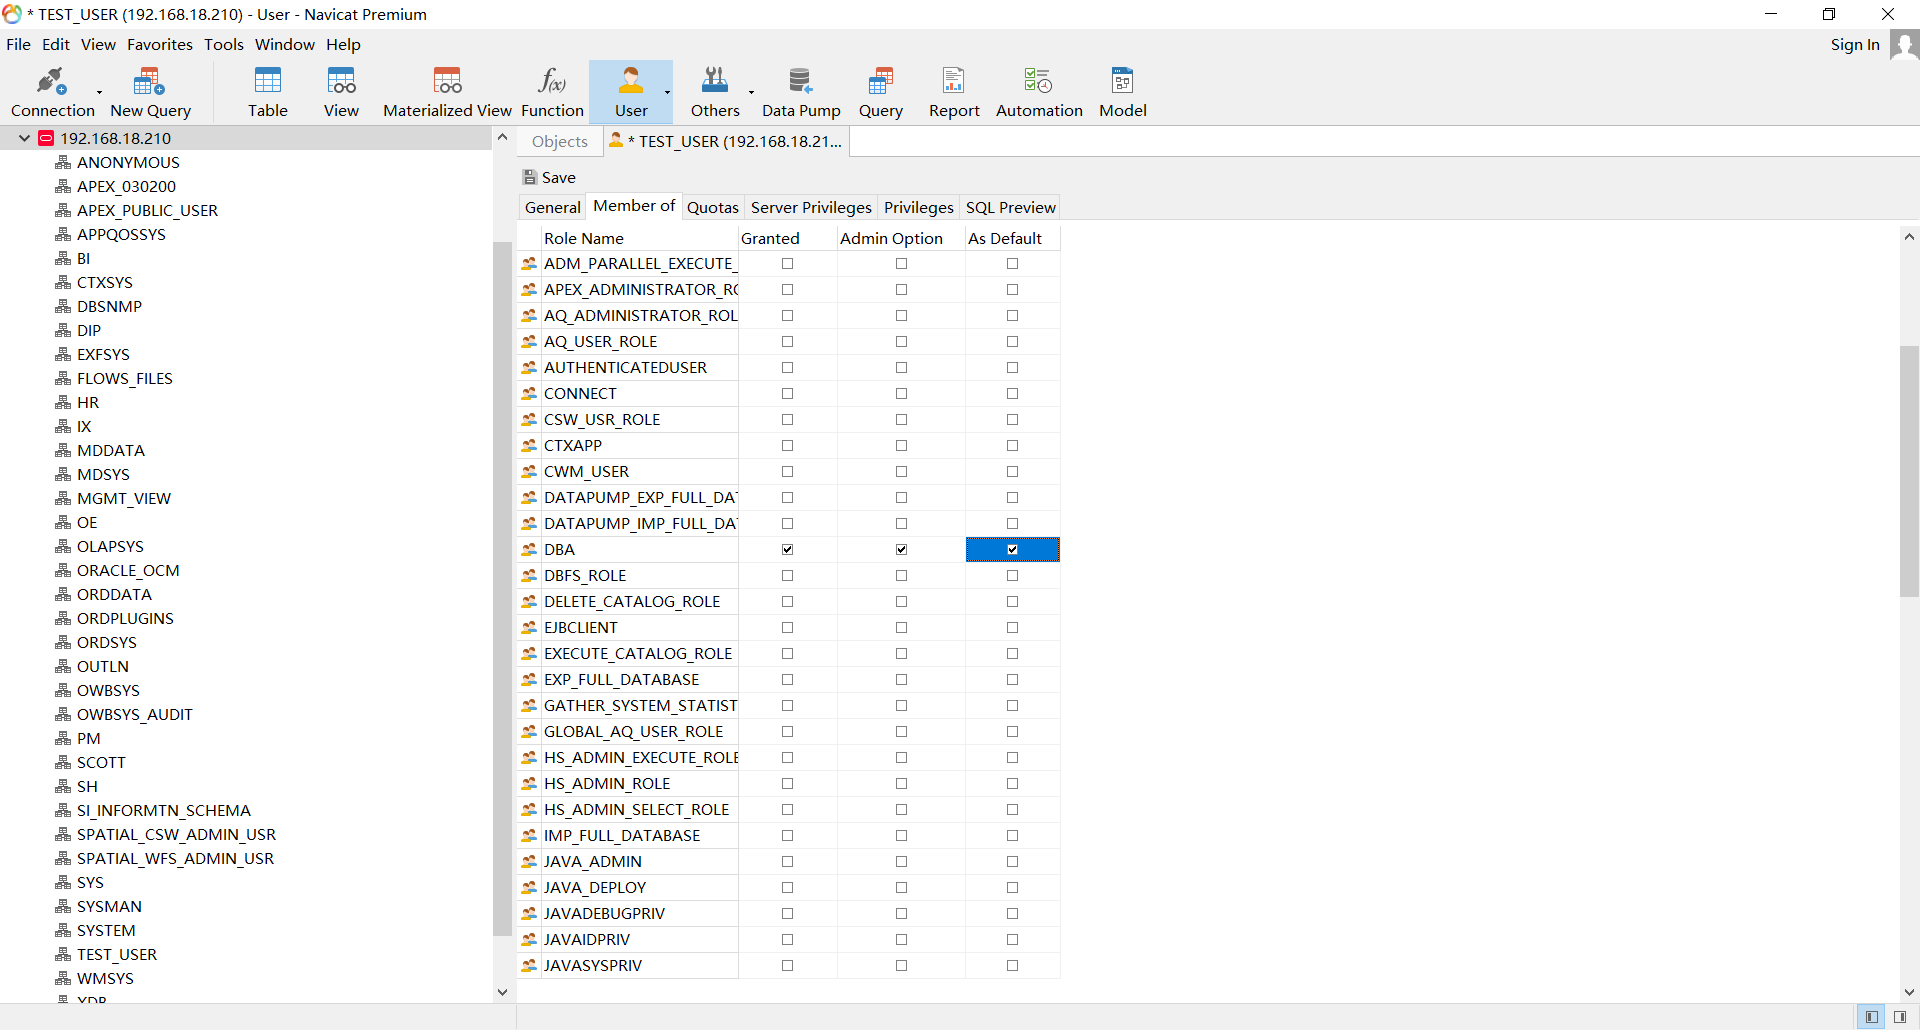 * TEST_USER (192.168.18.210) - User - Navicat Premium
File Edit View Favorites Tools Window Help
Sign In
Connection New Query Table View Materialized View Function User Others Data Pump Query Report Automation Model
192.168.18.210
ANONYMOUS
APEX_030200
APEX_PUBLIC_USER
APPQOSSYS
BI
CTXSYS
DBSNMP
DIP
EXFSYS
FLOWS_FILES
HR
IX
MDDATA
MDSYS
MGMT_VIEW
OE
OLAPSYS
ORACLE_OCM
ORDDATA
ORDPLUGINS
ORDSYS
OUTLN
OWBSYS
OWBSYS_AUDIT
PM
SCOTT
SH
SI_INFORMTN_SCHEMA
SPATIAL_CSW_ADMIN_USR
SPATIAL_WFS_ADMIN_USR
SYS
SYSMAN
SYSTEM
TEST_USER
WMSYS
XDB
Objects * TEST_USER (192.168.18.21...
Save
General Member of Quotas Server Privileges Privileges SQL Preview
Role Name Granted Admin Option As Default
ADM_PARALLEL_EXECUTE_
APEX_ADMINISTRATOR_RO
AQ_ADMINISTRATOR_ROL
AQ_USER_ROLE
AUTHENTICATEDUSER
CONNECT
CSW_USR_ROLE
CTXAPP
CWM_USER
DATAPUMP_EXP_FULL_DAT
DATAPUMP_IMP_FULL_DAT
DBA
DBFS_ROLE
DELETE_CATALOG_ROLE
EJBCLIENT
EXECUTE_CATALOG_ROLE
EXP_FULL_DATABASE
GATHER_SYSTEM_STATIST
GLOBAL_AQ_USER_ROLE
HS_ADMIN_EXECUTE_ROLE
HS_ADMIN_ROLE
HS_ADMIN_SELECT_ROLE
IMP_FULL_DATABASE
JAVA_ADMIN
JAVA_DEPLOY
JAVADEBUGPRIV
JAVAIDPRIV
JAVASYSPRIV